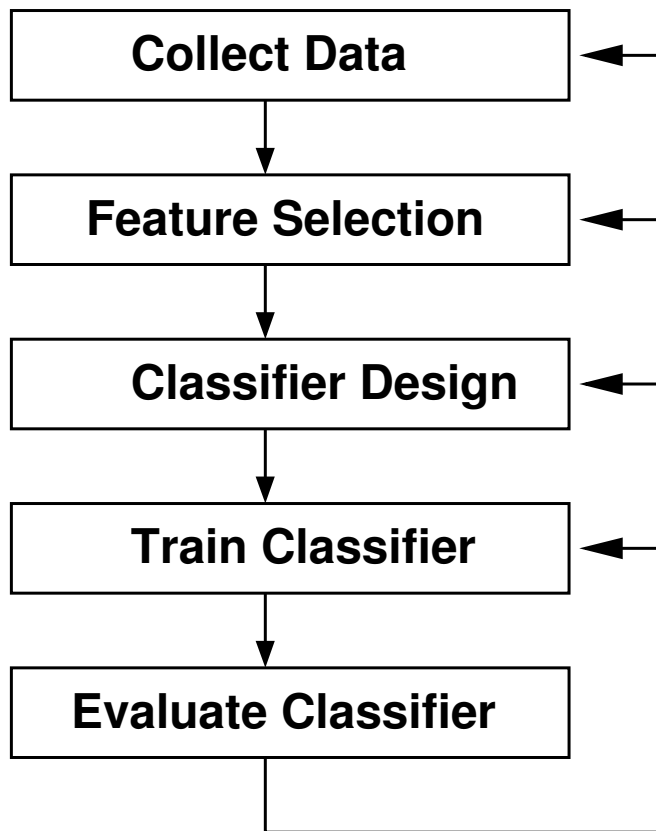 Collect Data
Feature Selection
Classifier Design
Train Classifier
Evaluate Classifier